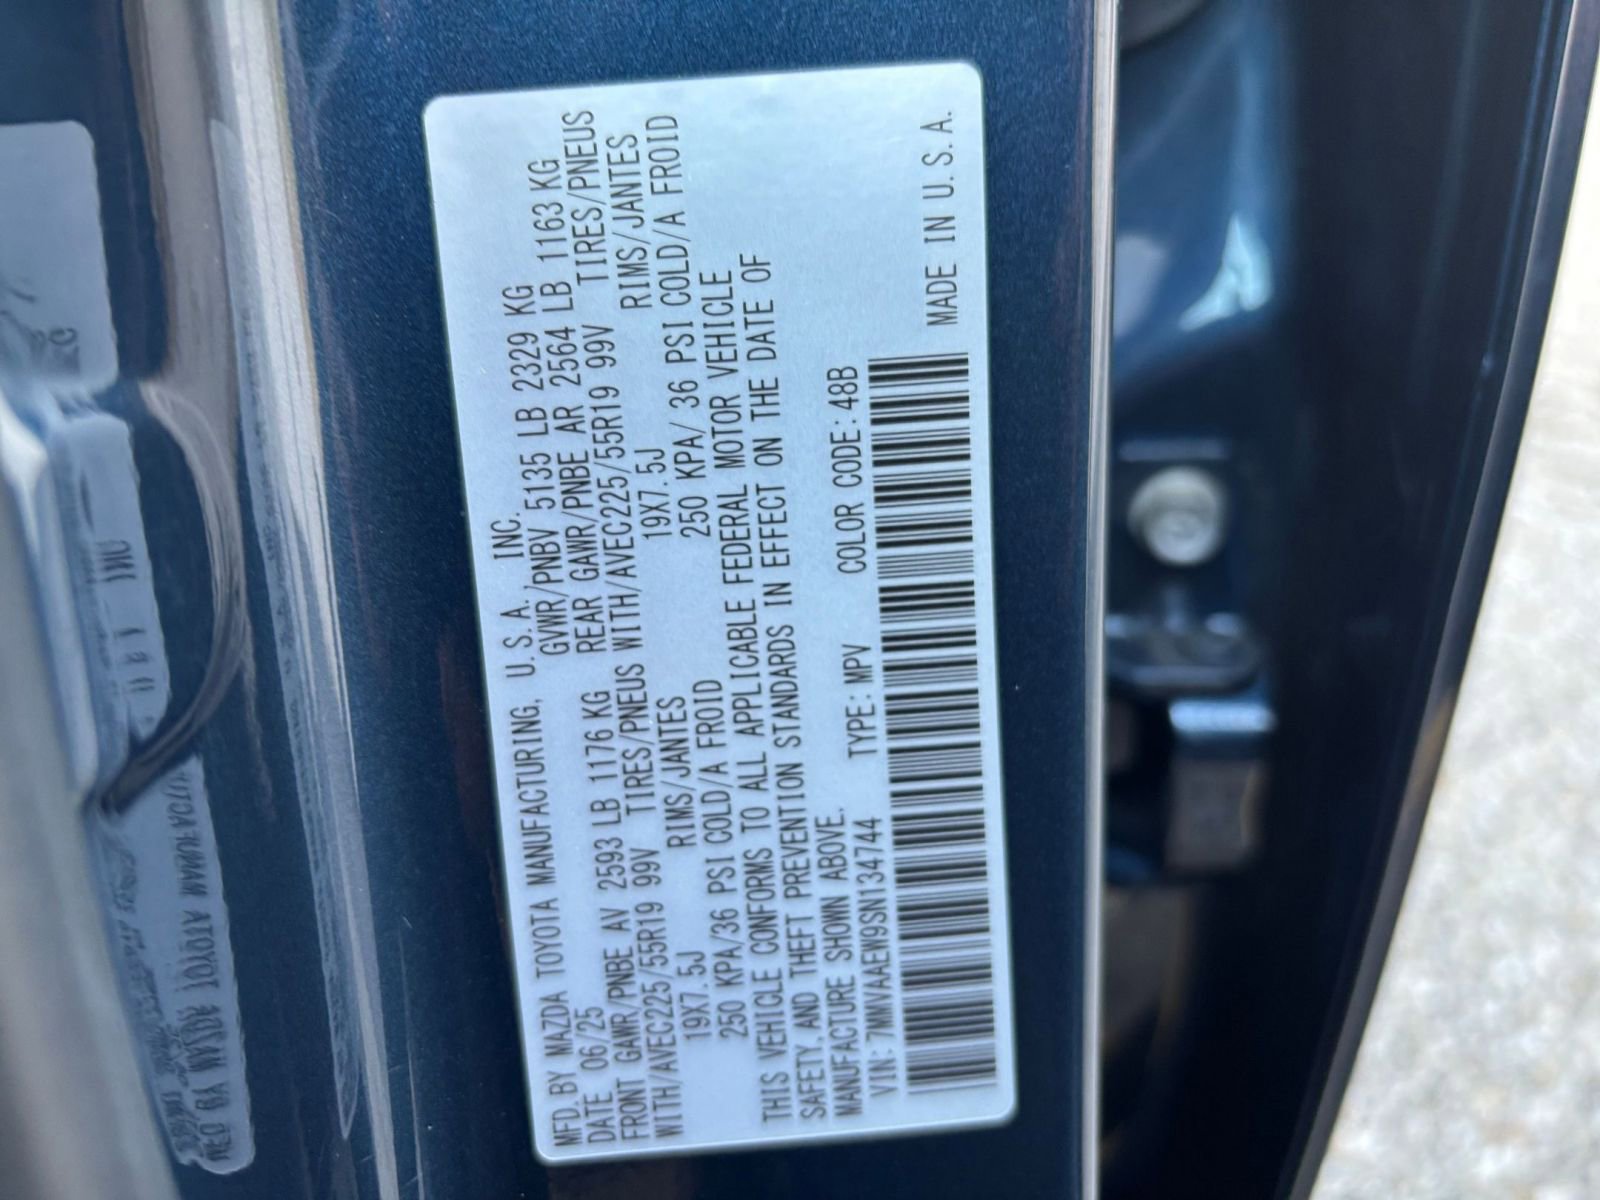 MFD. BY MAZDA TOYOTA MANUFACTURING, U.S.A. INC.
DATE 06/25 GVWR/PNBV 5135 LB 2329 KG
FRONT GAWR/PNBE AV 2593 LB 1176 KG REAR GAWR/PNBE AR 2564 LB 1163 KG
WITH/AVEC225/55R19 99V TIRES/PNEUS WITH/AVEC225/55R19 99V TIRES/PNEUS
19X7.5J RIMS/JANTES 19X7.5J RIMS/JANTES
250 KPA/36 PSI COLD/A FROID 250 KPA/ 36 PSI COLD/A FROID
THIS VEHICLE CONFORMS TO ALL APPLICABLE FEDERAL MOTOR VEHICLE
SAFETY, AND THEFT PREVENTION STANDARDS IN EFFECT ON THE DATE OF
MANUFACTURE SHOWN ABOVE.
VIN: 7MMVAAEW9SN134744 TYPE: MPV COLOR CODE: 48B
MADE IN U.S.A.